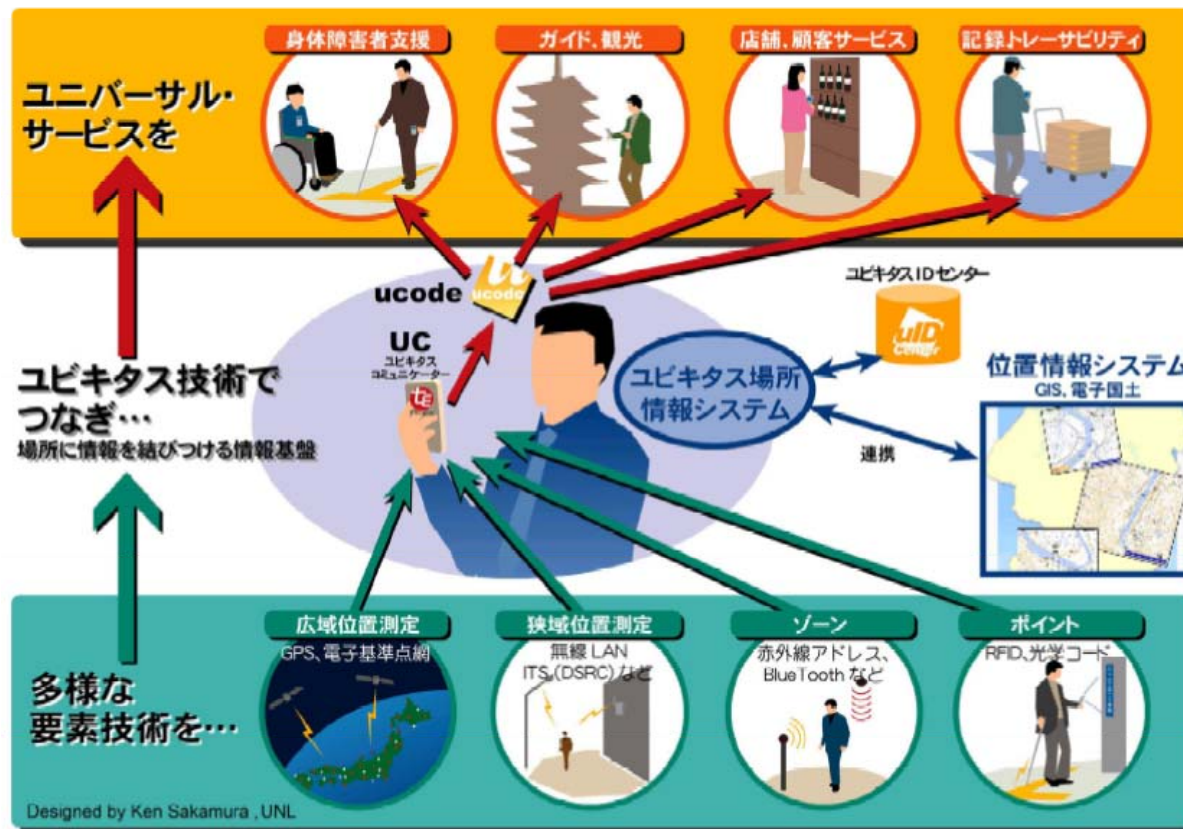 身体障害者支援
ガイド、観光
店舗、顧客サービス
記録トレーサビリティ
ユニバーサル・
サービスを
ucode
ucode
UC
ユビキタス
コミュニケーター
ユビキタスIDセンター
uID
Center
ユビキタス場所
情報システム
位置情報システム
GIS、電子国土
連携
ユビキタス技術で
つなぎ…
場所に情報を結びつける情報基盤
広域位置測定
GPS、電子基準点網
狭域位置測定
無線 LAN
ITS、(DSRC)など
ゾーン
赤外線アドレス、
BlueToothなど
ポイント
RFID、光学コード
多様な
要素技術を…
Designed by Ken Sakamura , UNL